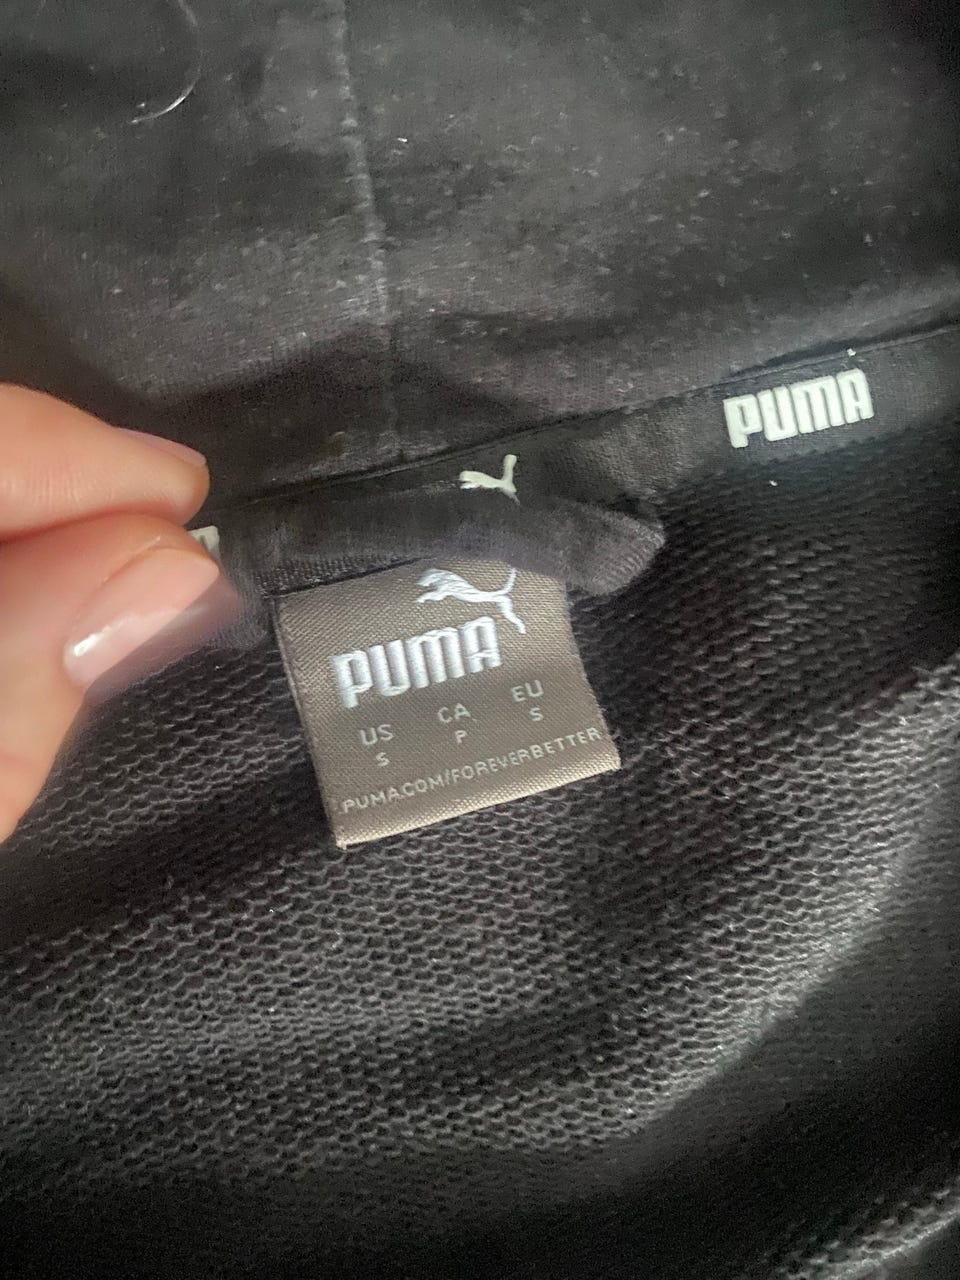 PUMA
PUMA
US CA EU
S P S
PUMA.COM/FOREVERBETTER